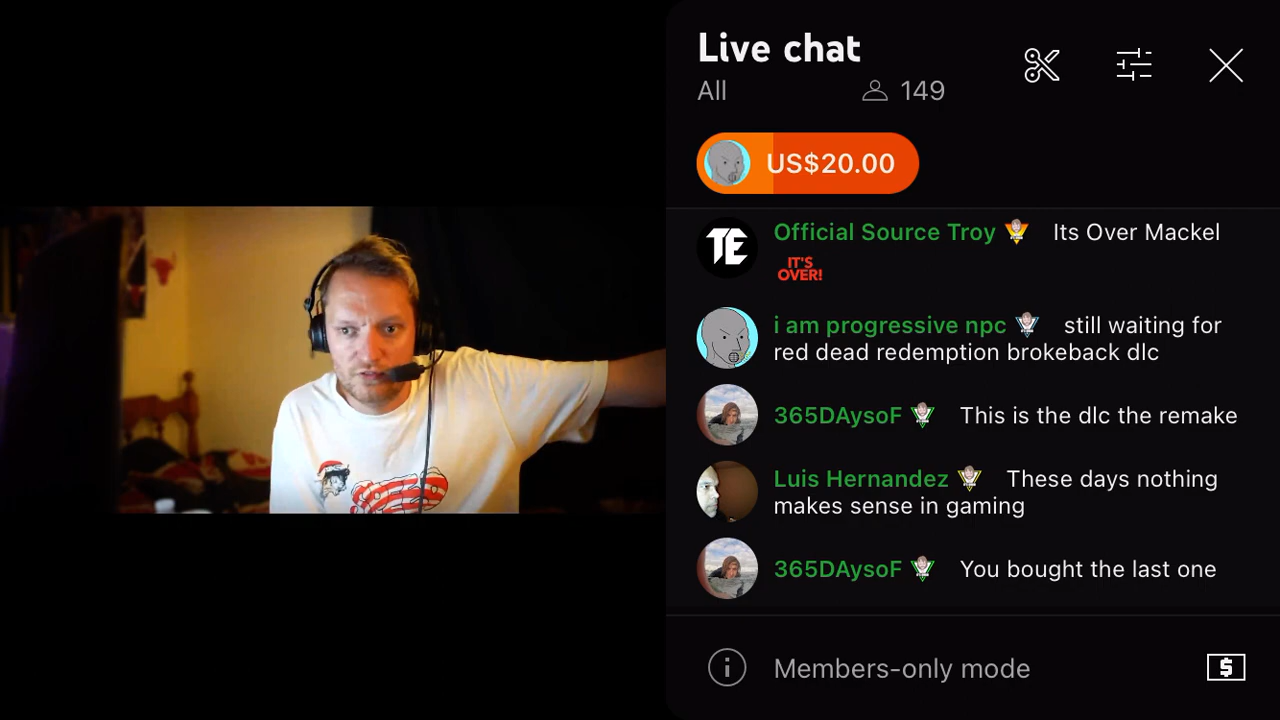 Live chat
All 149
US$20.00
TE Official Source Troy Its Over Mackel
IT'S
OVER!
i am progressive npc still waiting for
red dead redemption brokeback dlc
365DAysoF This is the dlc the remake
Luis Hernandez These days nothing
makes sense in gaming
365DAysoF You bought the last one
Members-only mode
$